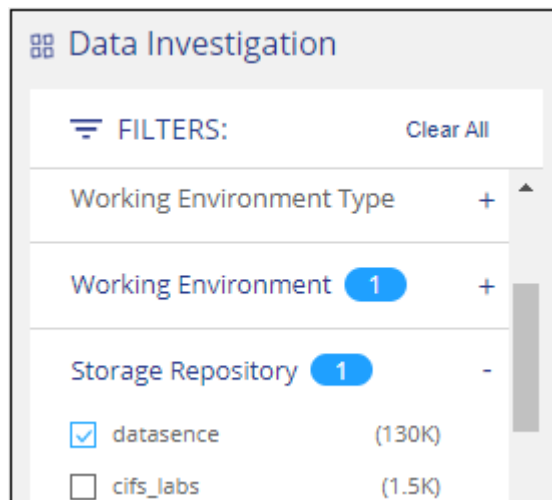 Data Investigation
FILTERS: Clear All
Working Environment Type +
Working Environment 1 +
Storage Repository 1 -
datasence (130K)
cifs_labs (1.5K)